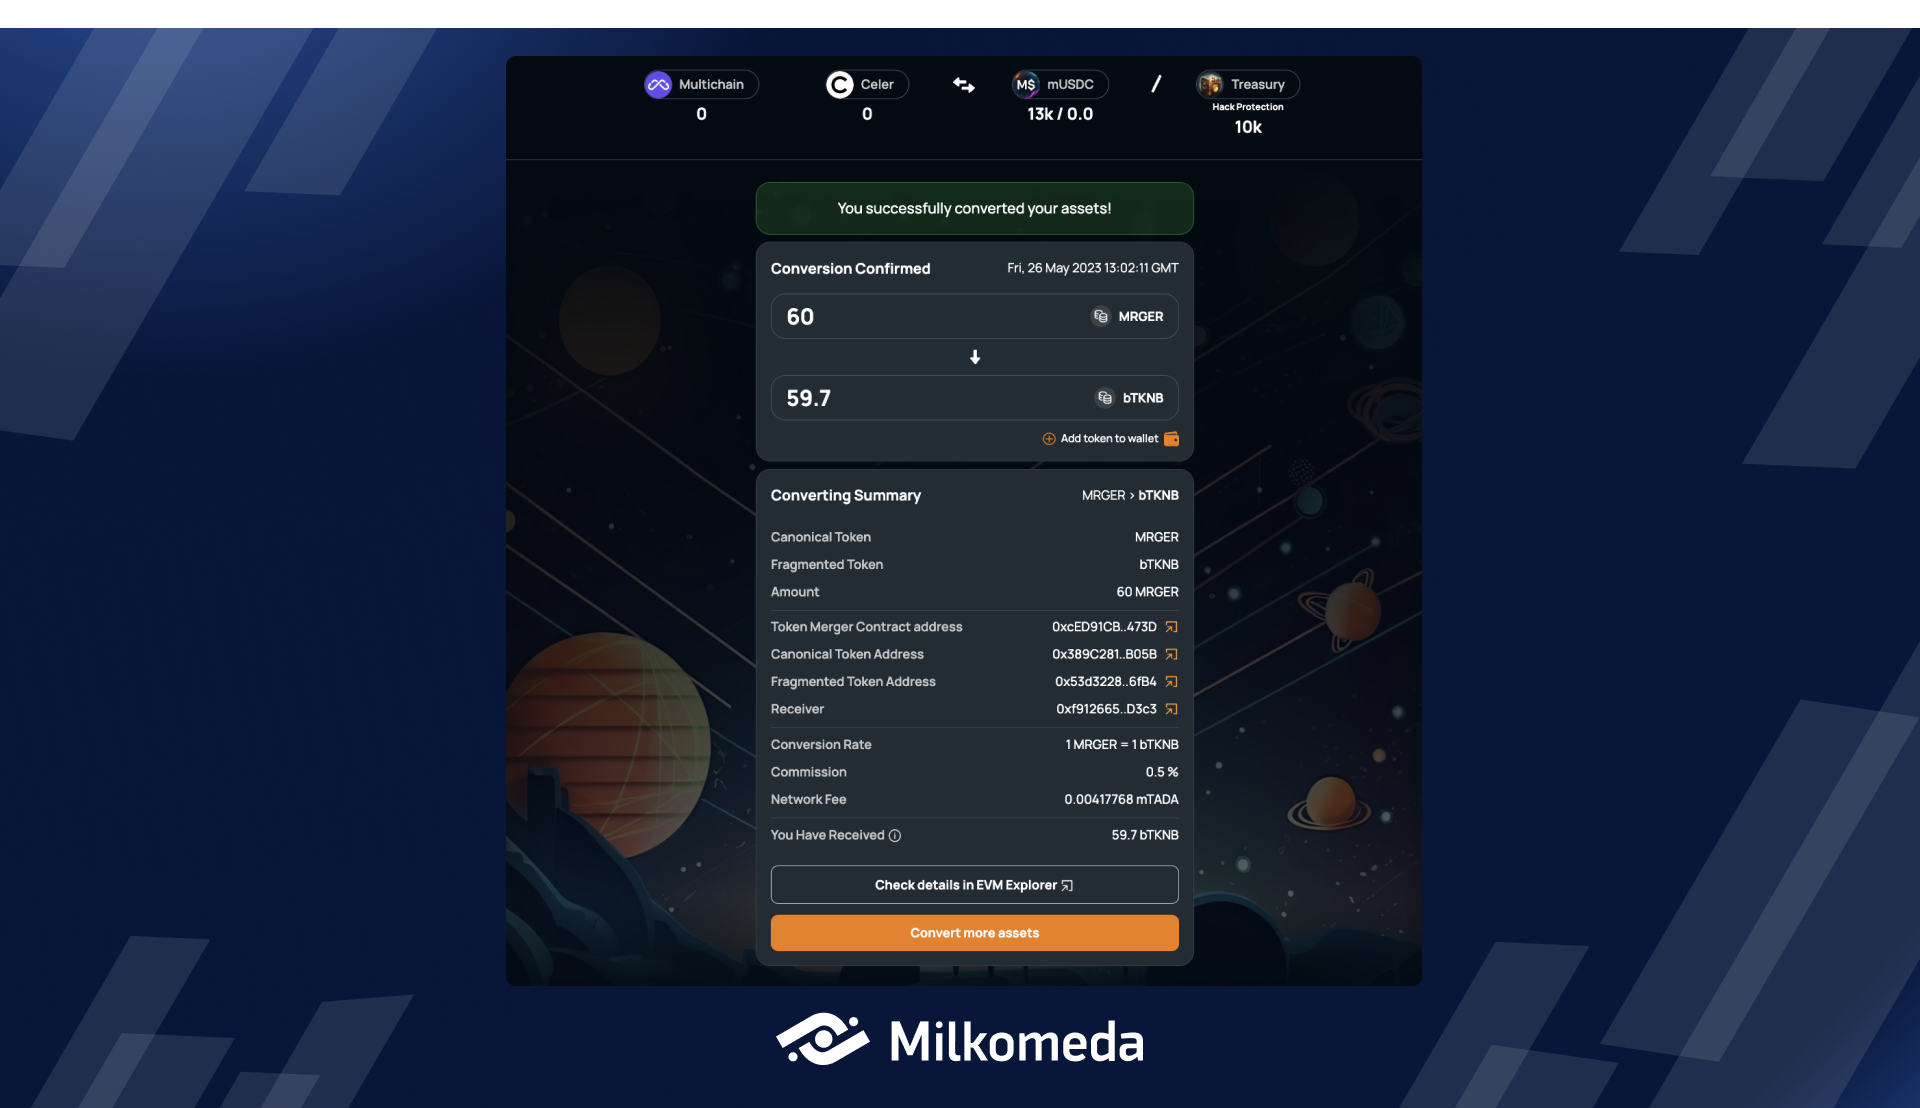 Multichain
0
Celer
0
M$ mUSDC
13k / 0.0
/
Treasury
Hack Protection
10k
You successfully converted your assets!
Conversion Confirmed Fri, 26 May 2023 13:02:11 GMT
60 MRGER
59.7 bTKNB
Add token to wallet
Converting Summary MRGER > bTKNB
Canonical Token MRGER
Fragmented Token bTKNB
Amount 60 MRGER
Token Merger Contract address 0xcED91CB..473D
Canonical Token Address 0x389C281..B05B
Fragmented Token Address 0x53d3228..6fB4
Receiver 0xf912665..D3c3
Conversion Rate 1 MRGER = 1 bTKNB
Commission 0.5 %
Network Fee 0.00417768 mTADA
You Have Received 59.7 bTKNB
Check details in EVM Explorer
Convert more assets
Milkomeda